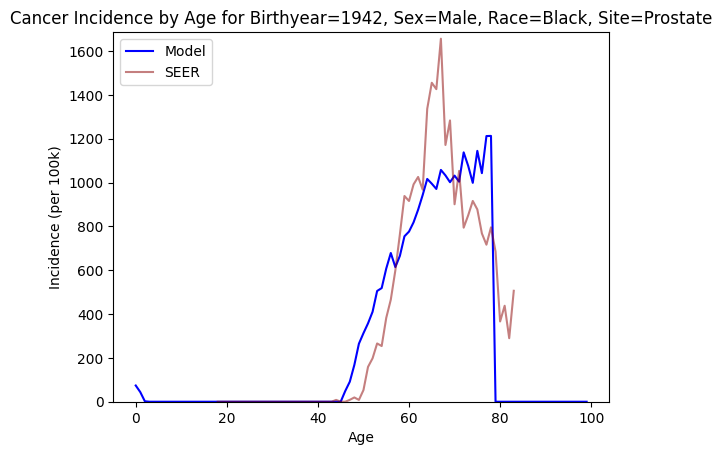 Cancer Incidence by Age for Birthyear=1942, Sex=Male, Race=Black, Site=Prostate
Model
SEER
Incidence (per 100k)
1600
1400
1200
1000
800
600
400
200
0
0 20 40 60 80 100
Age